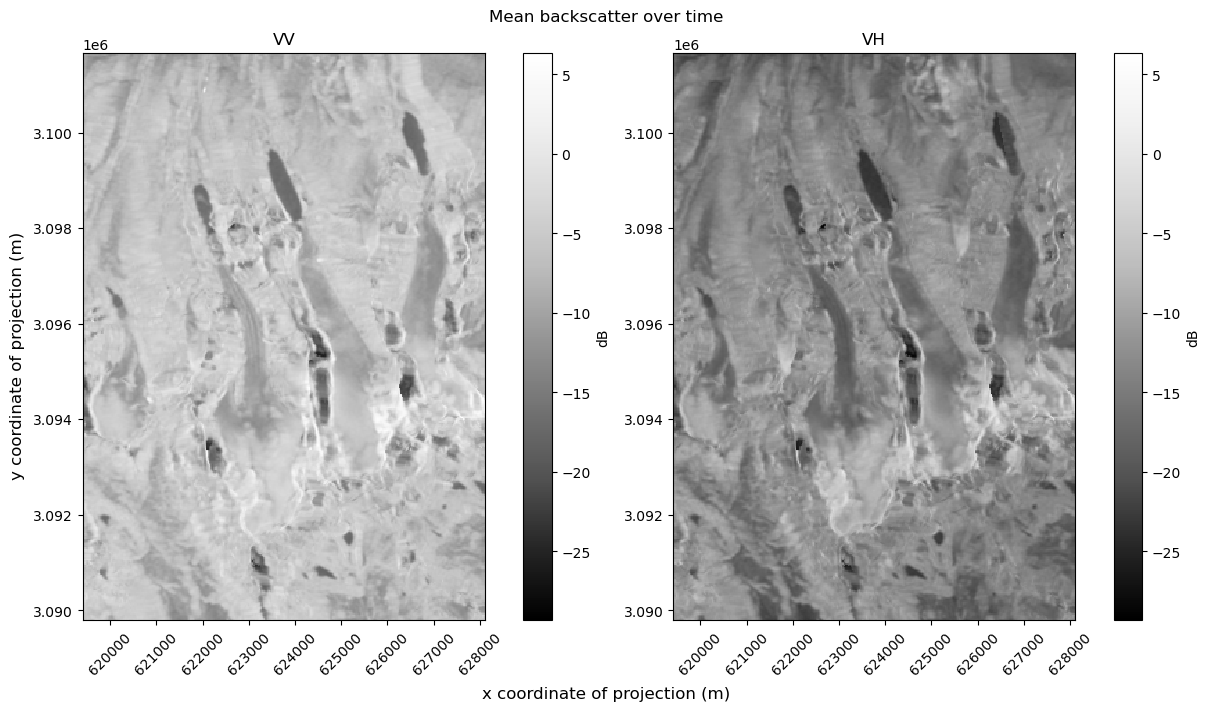 Mean backscatter over time
VV
1e6
3.100
3.098
3.096
3.094
3.092
3.090
y coordinate of projection (m)
620000 621000 622000 623000 624000 625000 626000 627000 628000
5
0
−5
−10
−15
−20
−25
dB
VH
1e6
3.100
3.098
3.096
3.094
3.092
3.090
620000 621000 622000 623000 624000 625000 626000 627000 628000
5
0
−5
−10
−15
−20
−25
dB
x coordinate of projection (m)